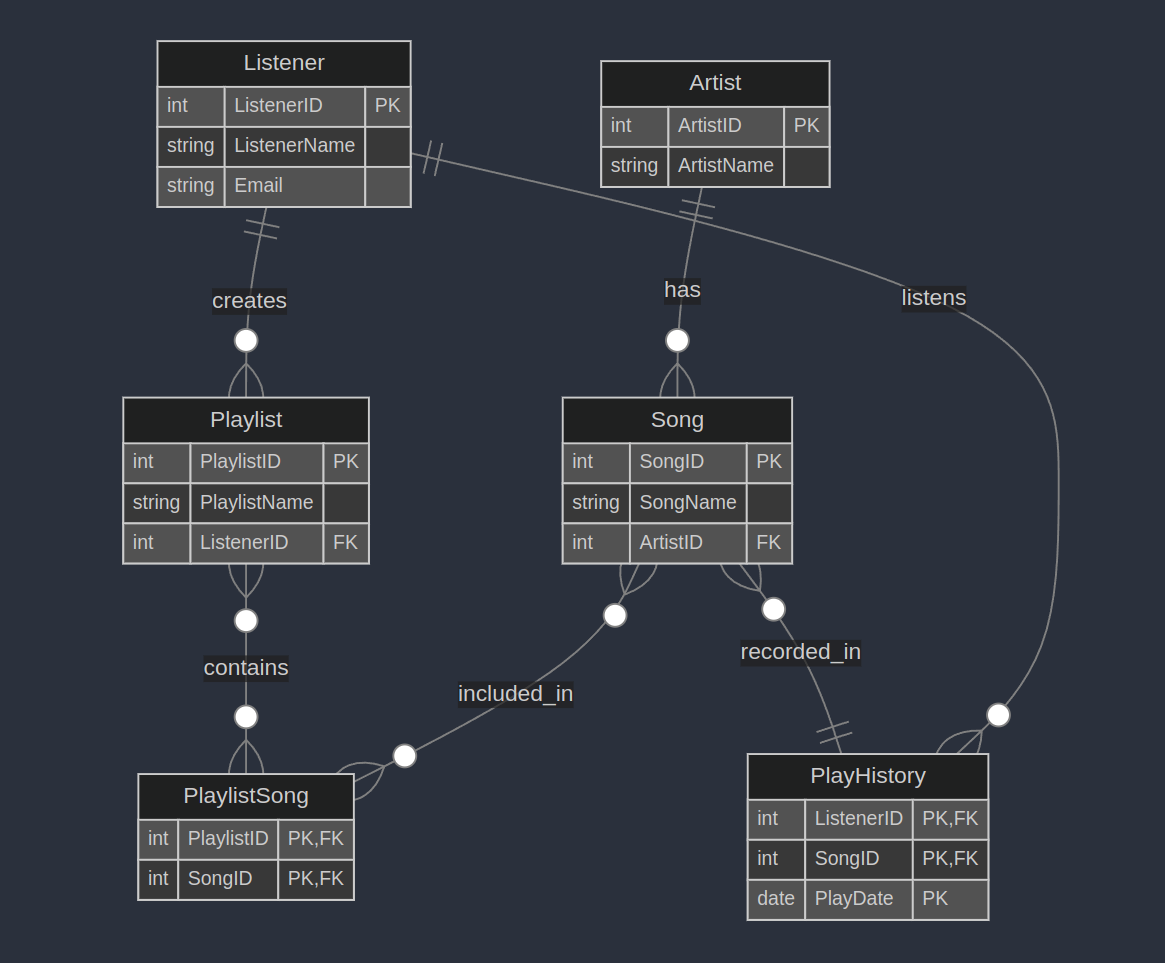 Listener
int ListenerID PK
string ListenerName
string Email
Artist
int ArtistID PK
string ArtistName
creates
has
listens
Playlist
int PlaylistID PK
string PlaylistName
int ListenerID FK
Song
int SongID PK
string SongName
int ArtistID FK
contains
included_in
recorded_in
PlaylistSong
int PlaylistID PK,FK
int SongID PK,FK
PlayHistory
int ListenerID PK,FK
int SongID PK,FK
date PlayDate PK